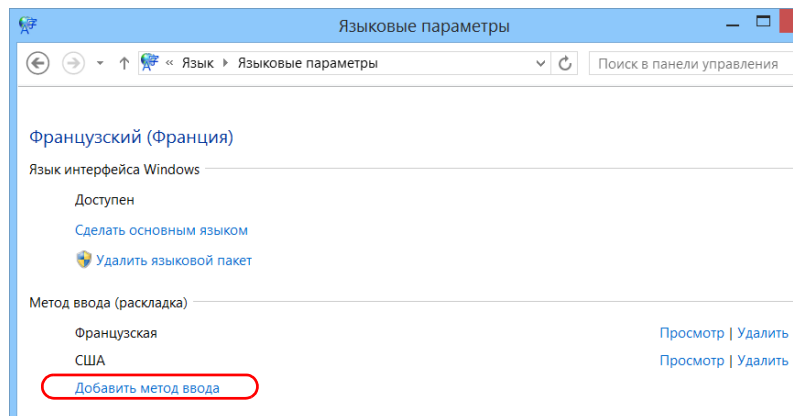 Языковые параметры
« Язык ▸ Языковые параметры Поиск в панели управления
Французский (Франция)
Язык интерфейса Windows
Доступен
Сделать основным языком
Удалить языковой пакет
Метод ввода (раскладка)
Французская Просмотр | Удалить
США Просмотр | Удалить
Добавить метод ввода